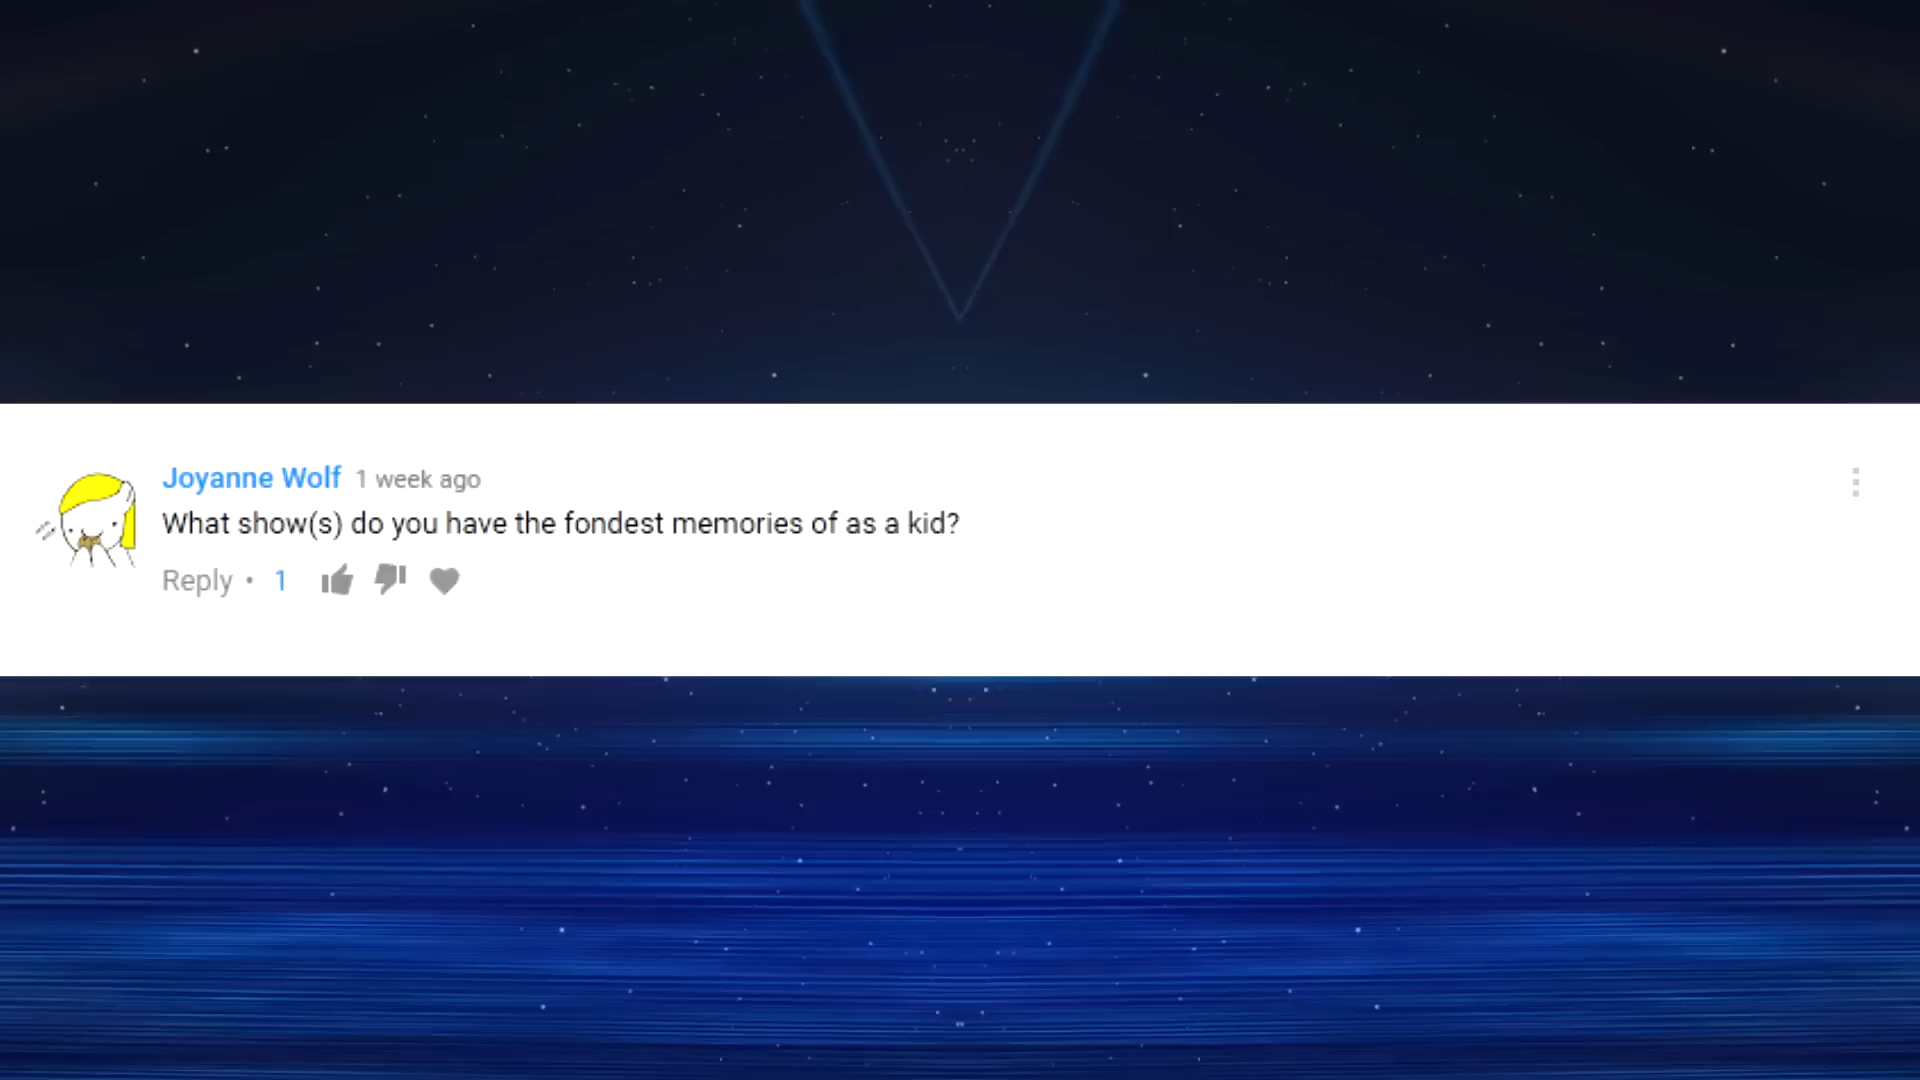 Joyanne Wolf 1 week ago
What show(s) do you have the fondest memories of as a kid?
Reply • 1